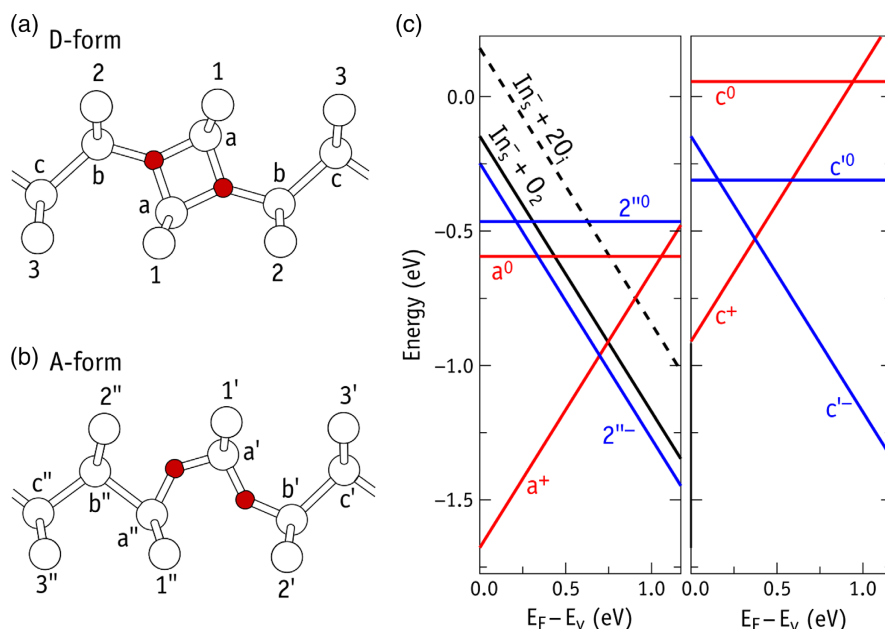 (a)
D-form
2
1
3
a
c
b
b
c
a
3
1
2
(b)
A-form
2"
1'
3'
a'
c"
b"
b'
c'
a"
3"
1"
2'
(c)
Energy (eV)
0.0
−0.5
−1.0
−1.5
In_s^− + 2O_i
In_s^− + O_2
2"^0
a^0
2"^−
a^+
c^0
c'^0
c^+
c'^−
0.0 0.5 1.0
0.0 0.5 1.0
E_F − E_v (eV)
E_F − E_v (eV)